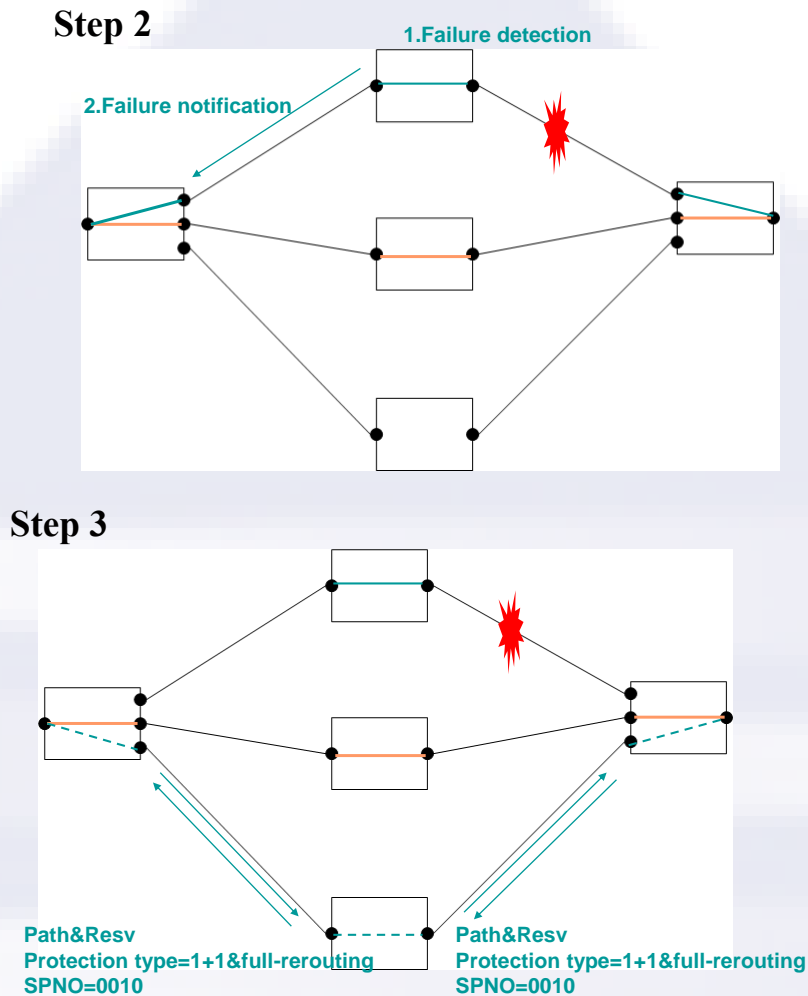 Step 2
1.Failure detection
2.Failure notification
Step 3
Path&Resv
Protection type=1+1&full-rerouting
SPNO=0010
Path&Resv
Protection type=1+1&full-rerouting
SPNO=0010